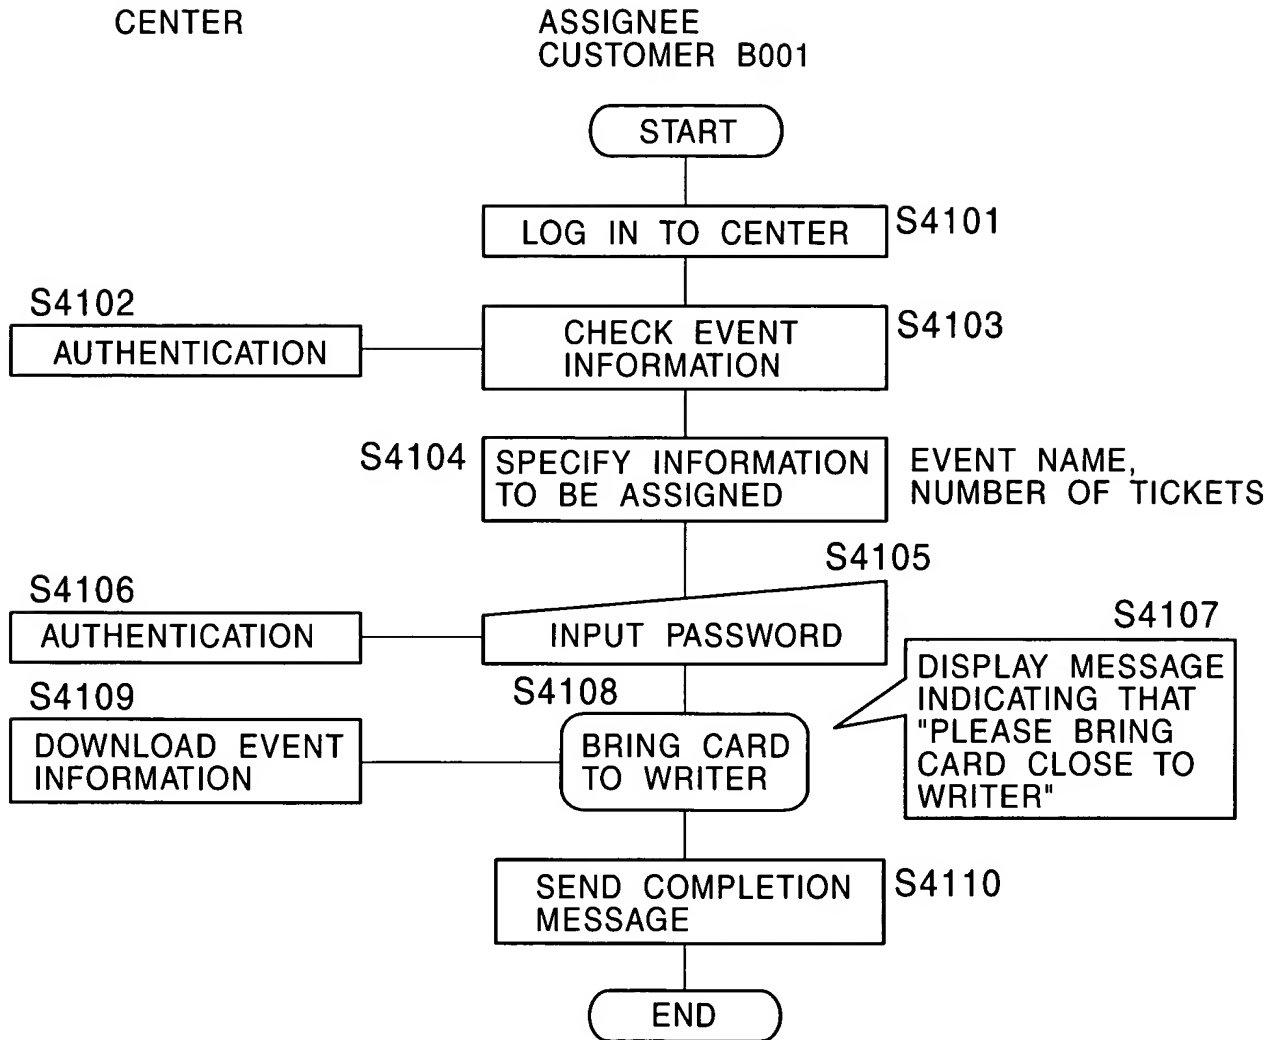 CENTER
ASSIGNEE
CUSTOMER B001
START
LOG IN TO CENTER
S4101
S4102
AUTHENTICATION
CHECK EVENT
INFORMATION
S4103
S4104
SPECIFY INFORMATION
TO BE ASSIGNED
EVENT NAME,
NUMBER OF TICKETS
S4105
S4106
AUTHENTICATION
INPUT PASSWORD
S4107
DISPLAY MESSAGE
INDICATING THAT
"PLEASE BRING
CARD CLOSE TO
WRITER"
S4108
S4109
DOWNLOAD EVENT
INFORMATION
BRING CARD
TO WRITER
SEND COMPLETION
MESSAGE
S4110
END